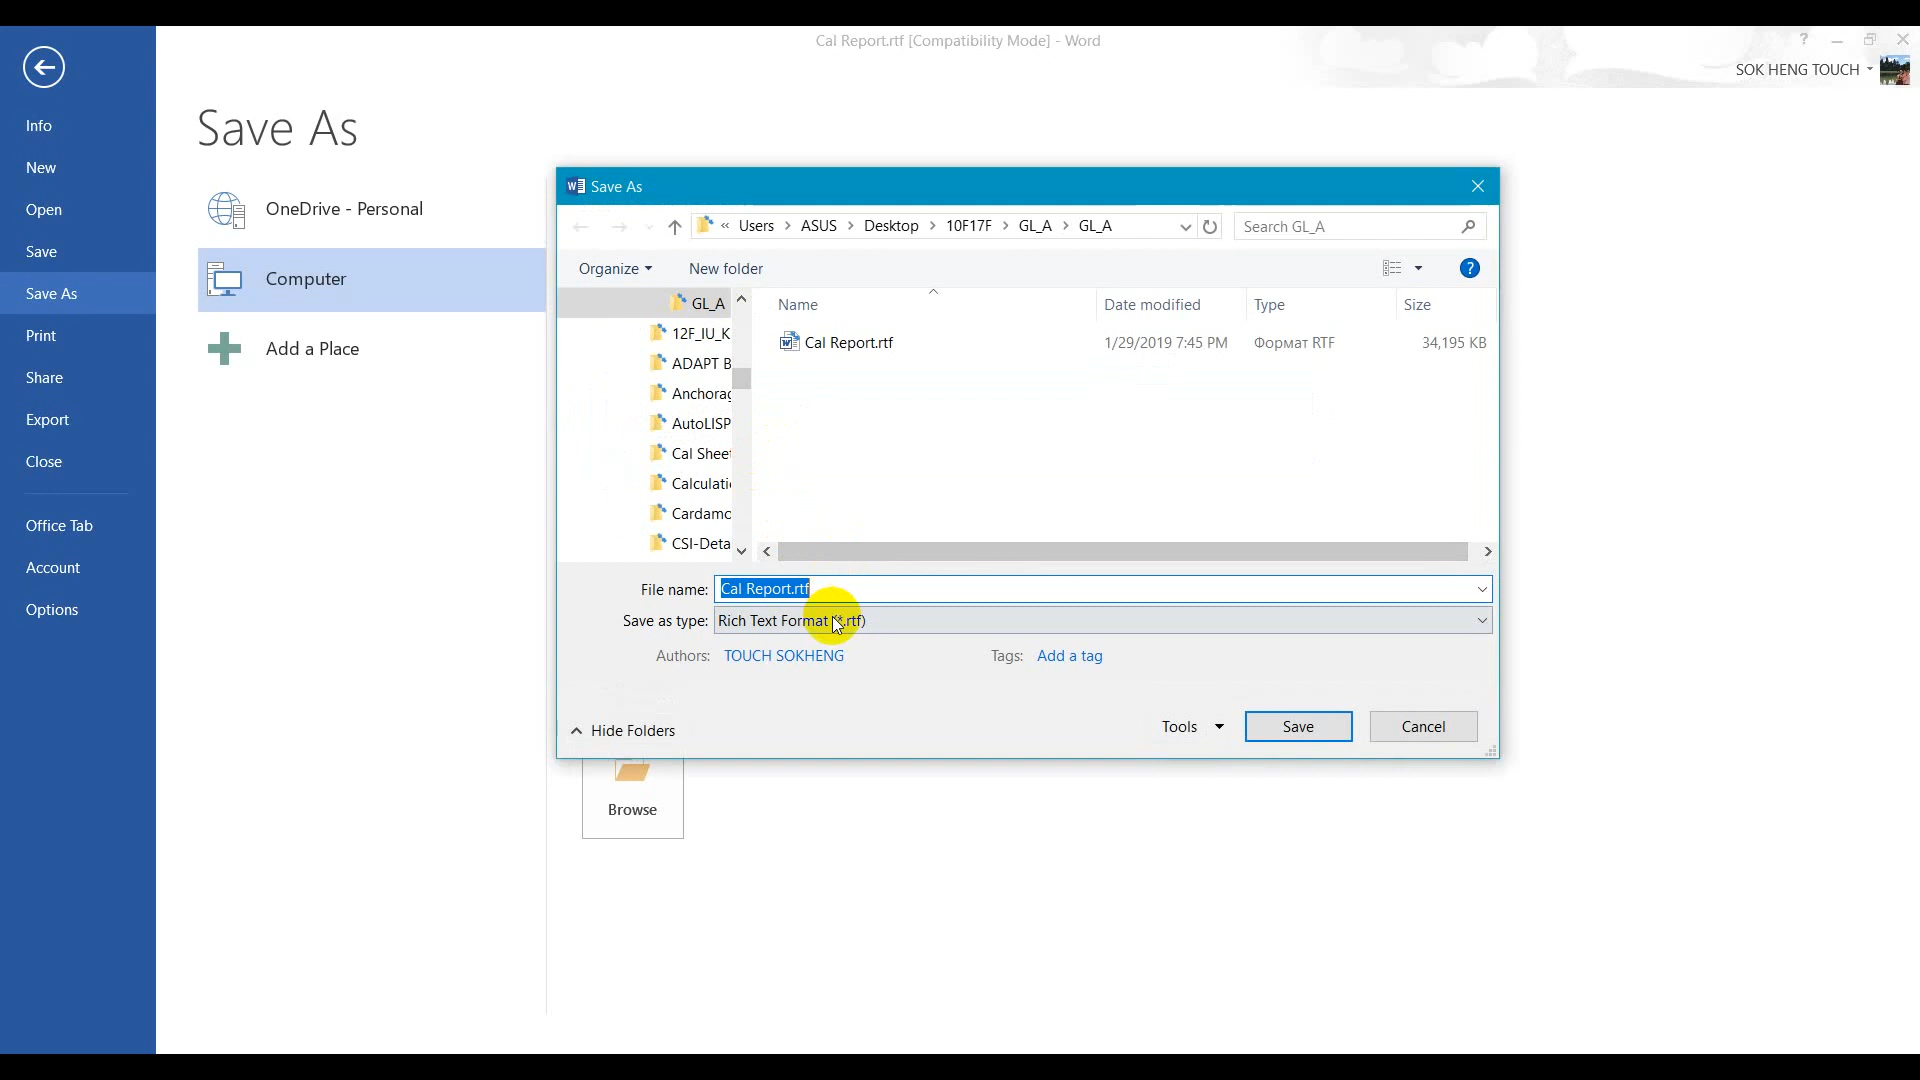 Cal Report.rtf [Compatibility Mode] - Word
?
SOK HENG TOUCH
Info
New
Open
Save
Save As
Print
Share
Export
Close
Office Tab
Account
Options
Save As
OneDrive - Personal
Computer
Add a Place
Save As
« Users > ASUS > Desktop > 10F17F > GL_A > GL_A
Search GL_A
Organize
New folder
?
GL_A
12F_IU_K
ADAPT B
Anchorag
AutoLISP
Cal Shee
Calculati
Cardamo
CSI-Deta
Name Date modified Type Size
Cal Report.rtf 1/29/2019 7:45 PM Формат RTF 34,195 KB
File name: Cal Report.rtf
Save as type: Rich Text Format (*.rtf)
Authors: TOUCH SOKHENG Tags: Add a tag
Hide Folders
Tools
Save
Cancel
Browse